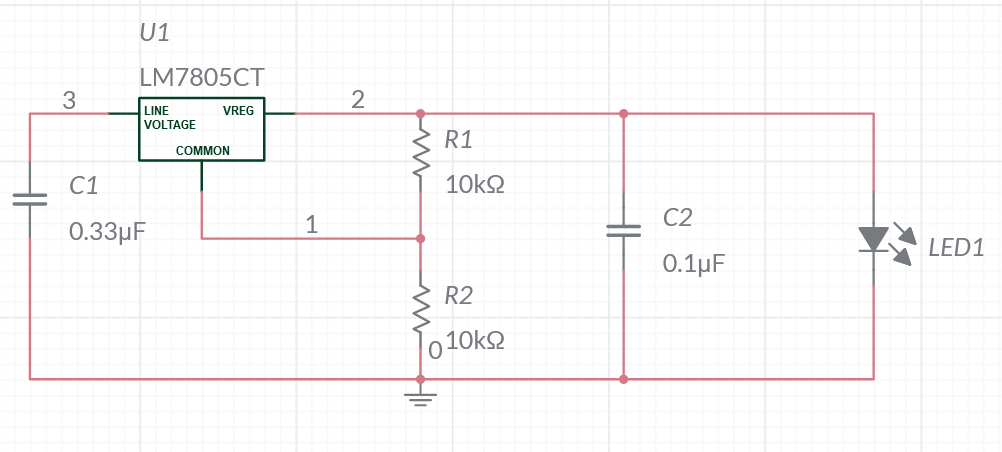 U1
LM7805CT
3
LINE
VOLTAGE
VREG
COMMON
2
R1
10kΩ
C1
0.33µF
1
C2
0.1µF
LED1
R2
10kΩ
0